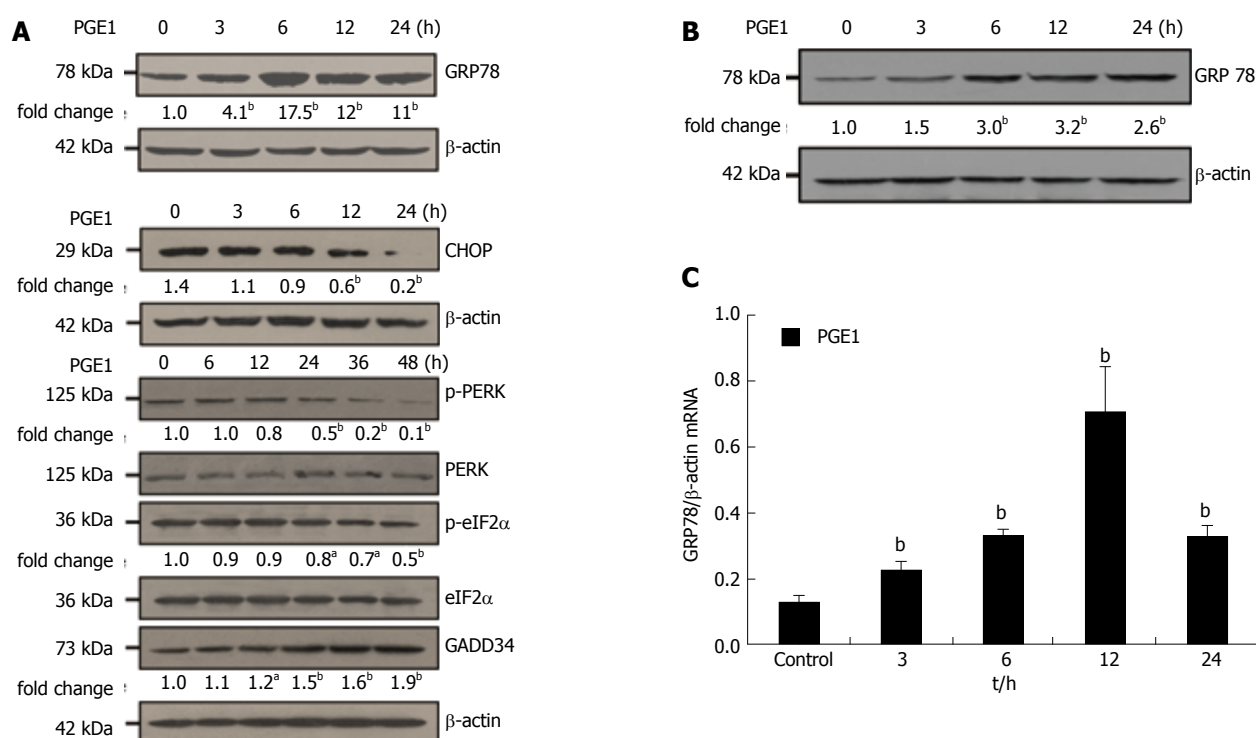 A
PGE1 0 3 6 12 24 (h)
78 kDa GRP78
fold change 1.0 4.1b 17.5b 12b 11b
42 kDa β-actin
PGE1 0 3 6 12 24 (h)
29 kDa CHOP
fold change 1.4 1.1 0.9 0.6b 0.2b
42 kDa β-actin
PGE1 0 6 12 24 36 48 (h)
125 kDa p-PERK
fold change 1.0 1.0 0.8 0.5b 0.2b 0.1b
125 kDa PERK
36 kDa p-eIF2α
fold change 1.0 0.9 0.9 0.8a 0.7a 0.5b
36 kDa eIF2α
73 kDa GADD34
fold change 1.0 1.1 1.2a 1.5b 1.6b 1.9b
42 kDa β-actin
B
PGE1 0 3 6 12 24 (h)
78 kDa GRP 78
fold change 1.0 1.5 3.0b 3.2b 2.6b
42 kDa β-actin
C
GRP78/β-actin mRNA
1.0
0.8
0.6
0.4
0.2
0.0
PGE1
b b b b
Control 3 6 12 24
t/h